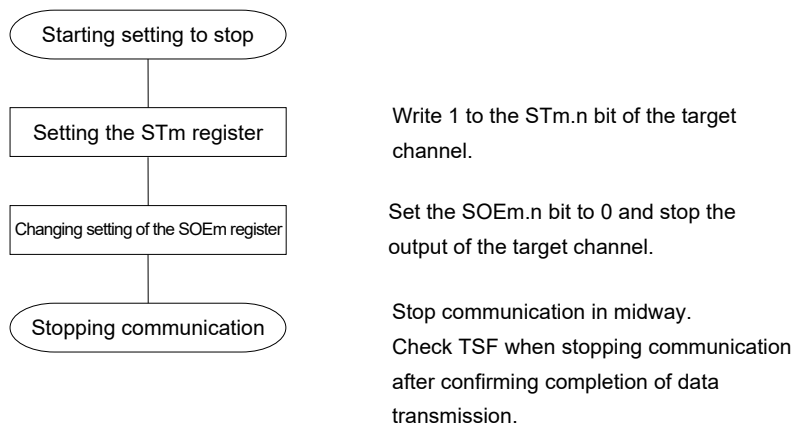 Starting setting to stop
Setting the STm register
Write 1 to the STm.n bit of the target
channel.
Changing setting of the SOEm register
Set the SOEm.n bit to 0 and stop the
output of the target channel.
Stopping communication
Stop communication in midway.
Check TSF when stopping communication
after confirming completion of data
transmission.